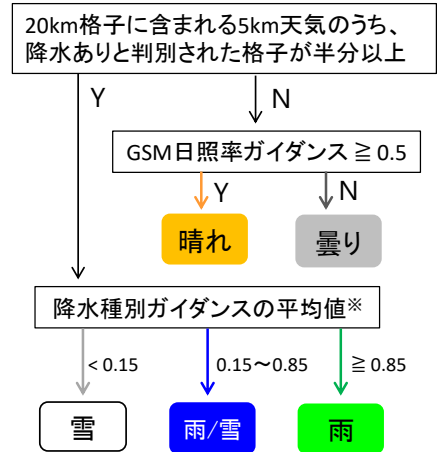 20km格子に含まれる5km天気のうち、
降水ありと判別された格子が半分以上
Y
N
GSM日照率ガイダンス ≧ 0.5
Y
N
晴れ
曇り
降水種別ガイダンスの平均値※
< 0.15
0.15～0.85
≧ 0.85
雪
雨/雪
雨